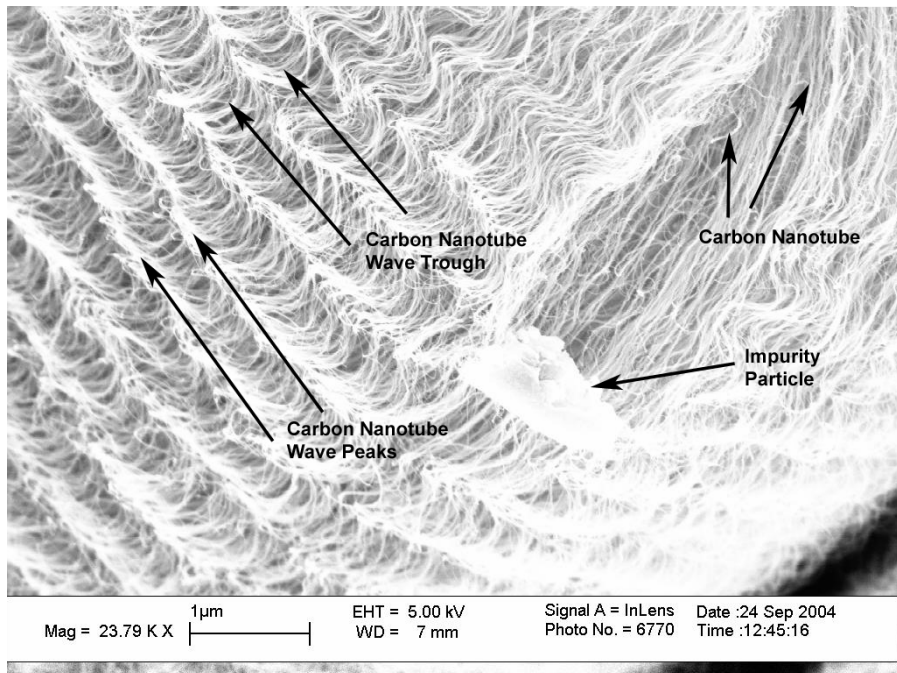 Carbon Nanotube
Wave Trough
Carbon Nanotube
Impurity
Particle
Carbon Nanotube
Wave Peaks
1µm
Mag = 23.79 K X
EHT = 5.00 kV
WD = 7 mm
Signal A = InLens
Photo No. = 6770
Date :24 Sep 2004
Time :12:45:16